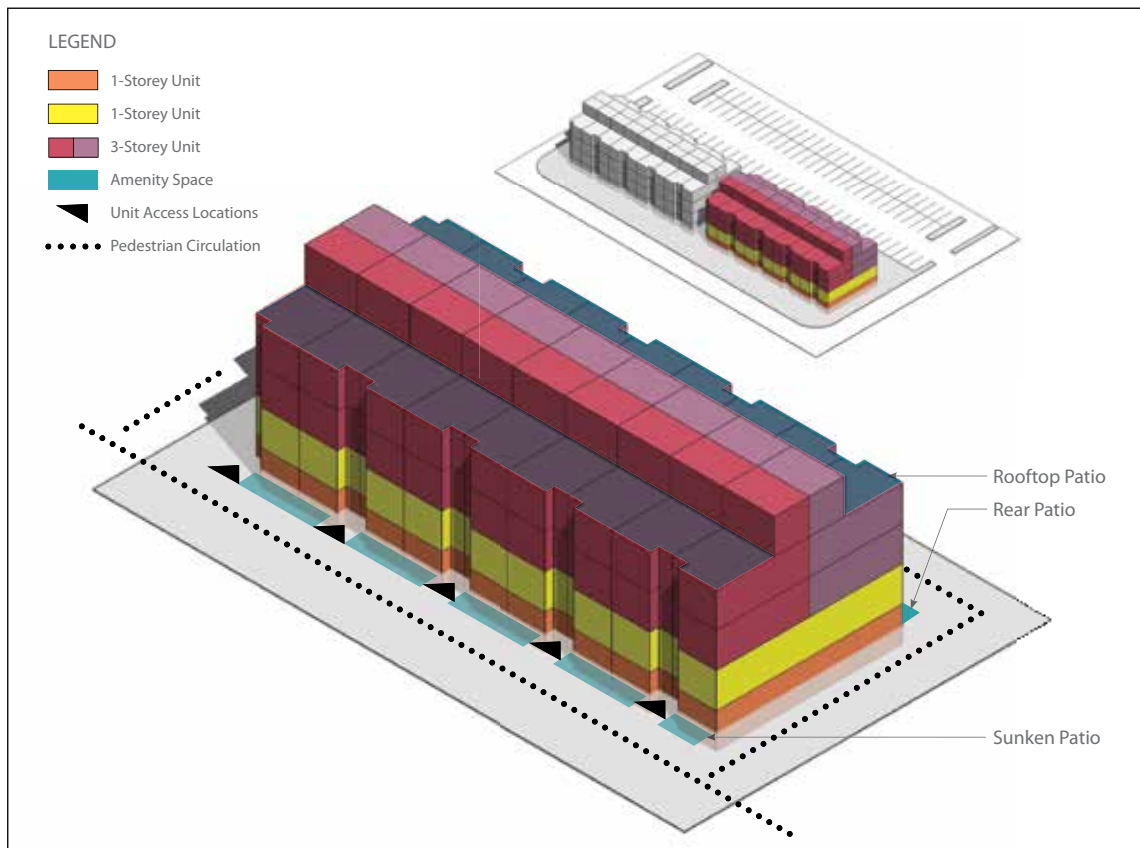 LEGEND
1-Storey Unit
1-Storey Unit
3-Storey Unit
Amenity Space
Unit Access Locations
Pedestrian Circulation
Rooftop Patio
Rear Patio
Sunken Patio